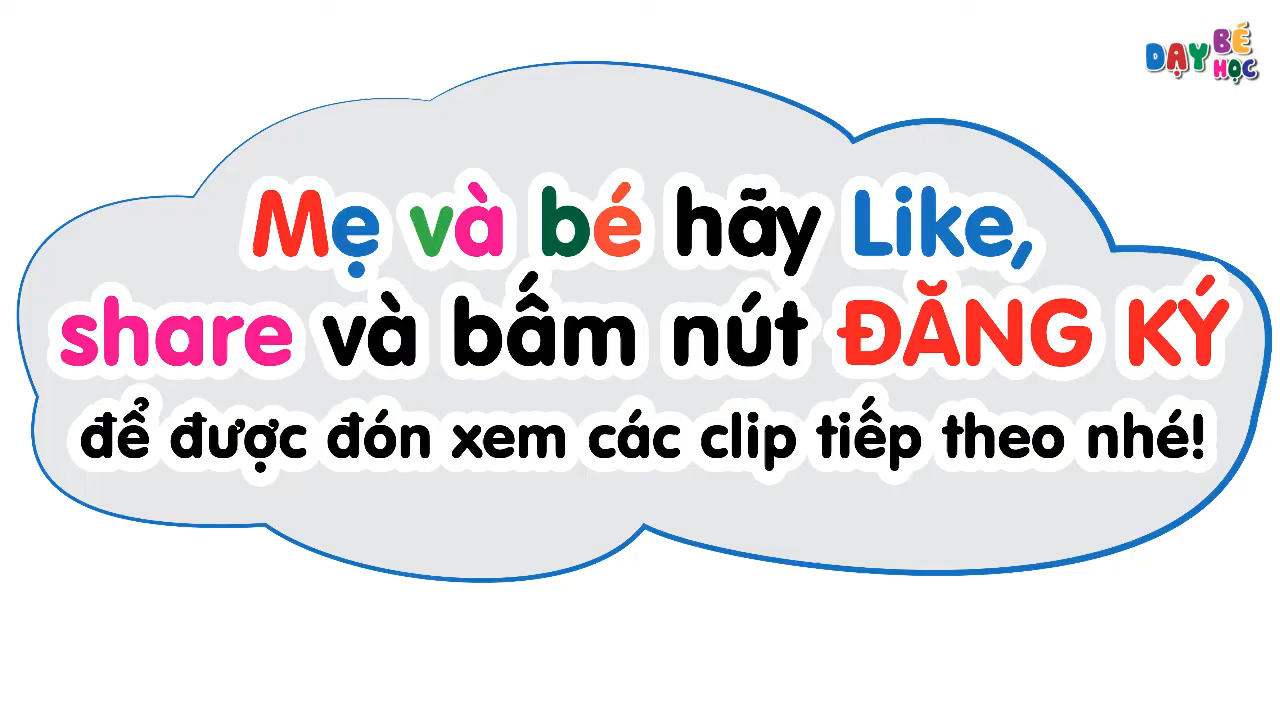 DẠY BÉ HỌC
Mẹ và bé hãy Like,
share và bấm nút ĐĂNG KÝ
để được đón xem các clip tiếp theo nhé!